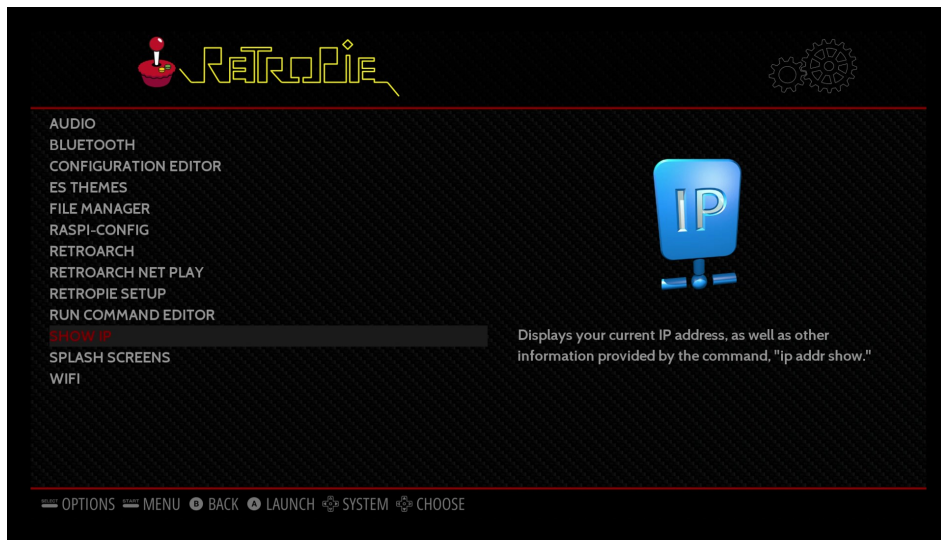 RETROPIE
AUDIO
BLUETOOTH
CONFIGURATION EDITOR
ES THEMES
FILE MANAGER
RASPI-CONFIG
RETROARCH
RETROARCH NET PLAY
RETROPIE SETUP
RUN COMMAND EDITOR
SHOW IP
SPLASH SCREENS
WIFI
IP
Displays your current IP address, as well as other
information provided by the command, "ip addr show."
SELECT OPTIONS START MENU B BACK A LAUNCH SYSTEM CHOOSE